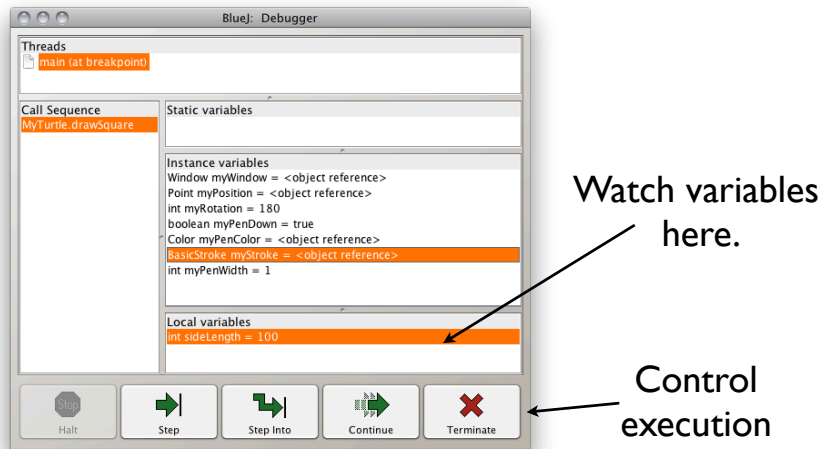 BlueJ: Debugger
Threads
main (at breakpoint)
Call Sequence
MyTurtle.drawSquare
Static variables
Instance variables
Window myWindow = <object reference>
Point myPosition = <object reference>
int myRotation = 180
boolean myPenDown = true
Color myPenColor = <object reference>
BasicStroke myStroke = <object reference>
int myPenWidth = 1
Local variables
int sideLength = 100
Stop
Halt
Step
Step Into
Continue
Terminate
Watch variables
here.
Control
execution